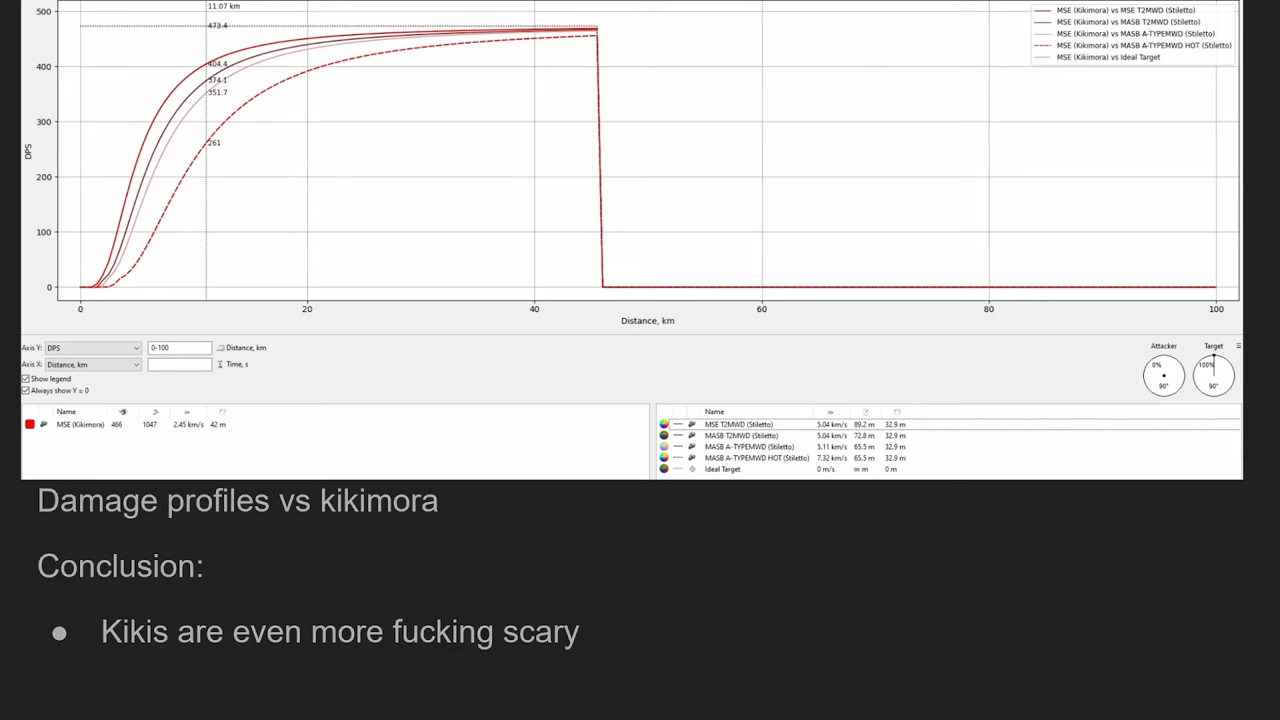 11.07 km
500
473.4
400
404.4
374.1
351.7
300
261
200
100
0
DPS
0 20 40 60 80 100
Distance, km
MSE (Kikimora) vs MSE T2MWD (Stiletto)
MSE (Kikimora) vs MASB T2MWD (Stiletto)
MSE (Kikimora) vs MASB A-TYPEMWD (Stiletto)
MSE (Kikimora) vs MASB A-TYPEMWD HOT (Stiletto)
MSE (Kikimora) vs Ideal Target
Axis Y: DPS 0-100 Distance, km
Axis X: Distance, km Time, s
Show legend
Always show Y = 0
Attacker Target
0% 100%
90° 90°
Name
MSE (Kikimora) 466 1047 2.45 km/s 42 m
Name
MSE T2MWD (Stiletto) 5.04 km/s 89.2 m 32.9 m
MASB T2MWD (Stiletto) 5.04 km/s 72.8 m 32.9 m
MASB A-TYPEMWD (Stiletto) 5.11 km/s 65.5 m 32.9 m
MASB A-TYPEMWD HOT (Stiletto) 7.32 km/s 65.5 m 32.9 m
Ideal Target 0 m/s ∞ m 0 m
Damage profiles vs kikimora
Conclusion:
● Kikis are even more fucking scary